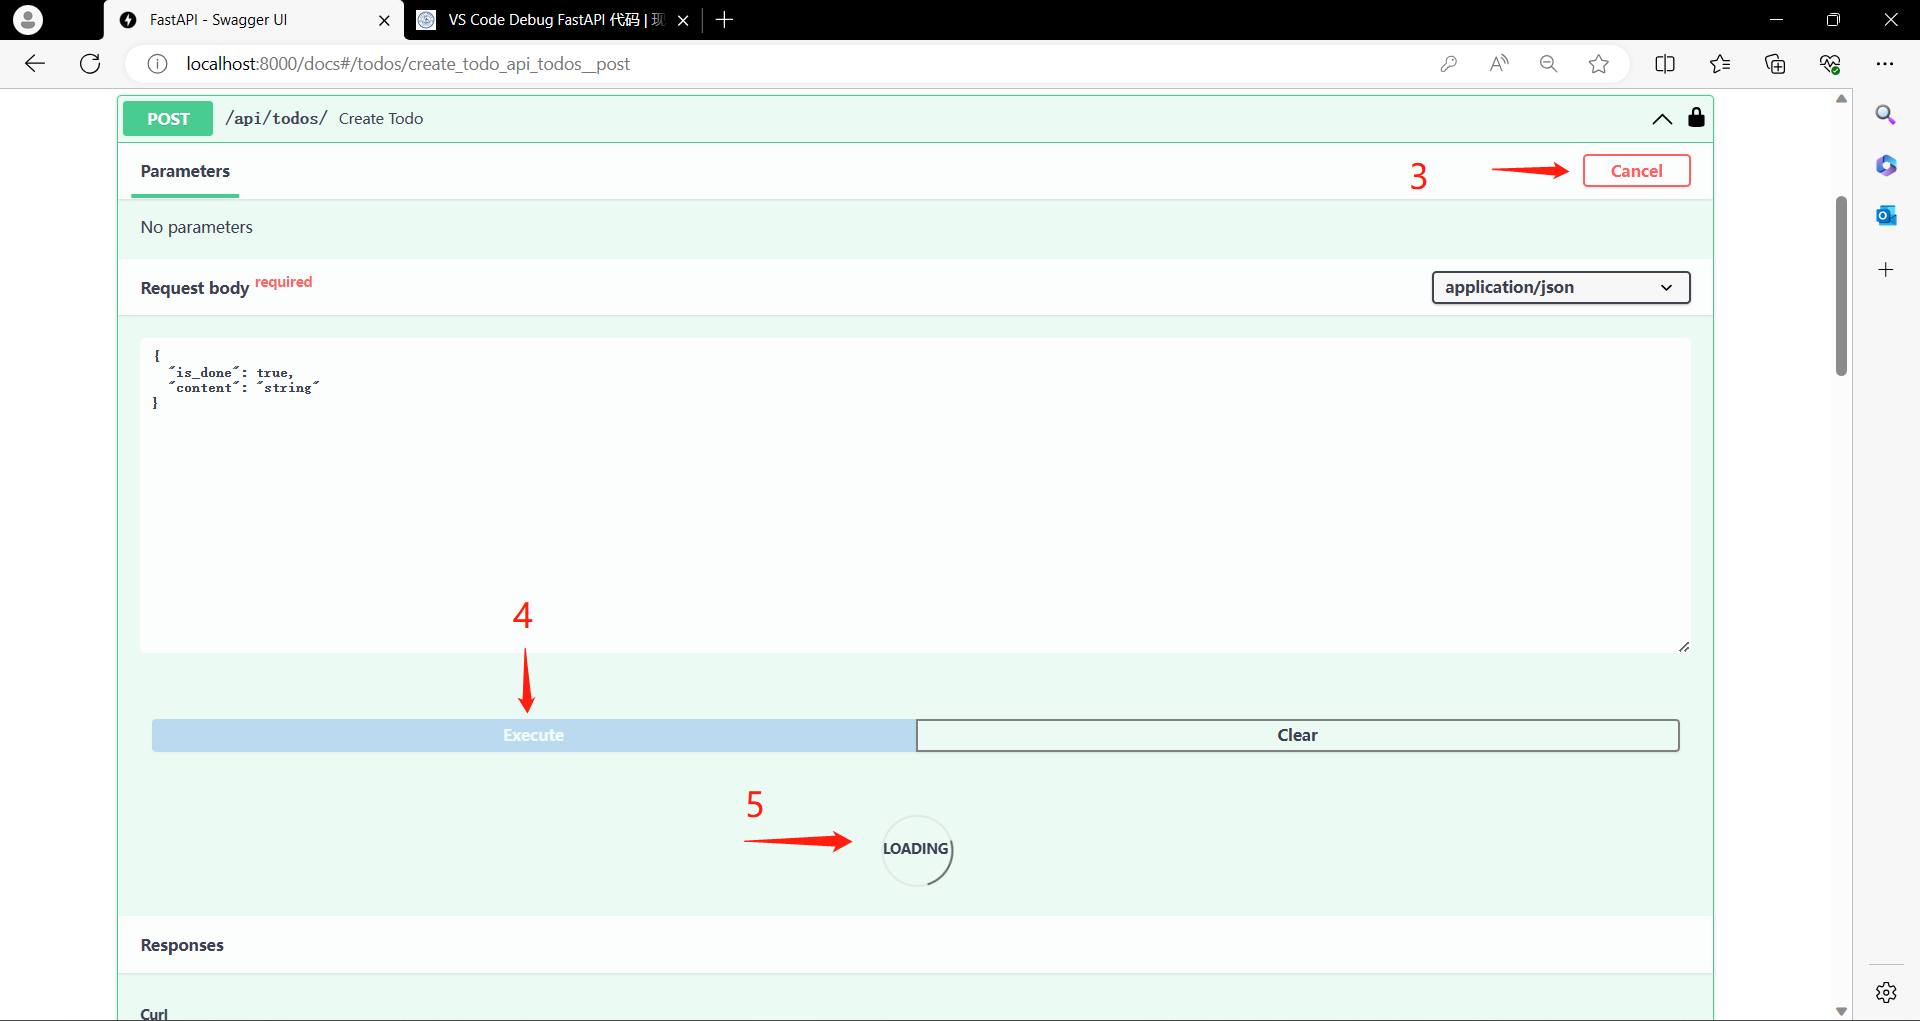 FastAPI - Swagger UI
VS Code Debug FastAPI 代码 | 现
localhost:8000/docs#/todos/create_todo_api_todos__post
POST /api/todos/ Create Todo
Parameters
3
Cancel
No parameters
Request body required
application/json
{
"is_done": true,
"content": "string"
}
4
Execute
Clear
5
LOADING
Responses
Curl